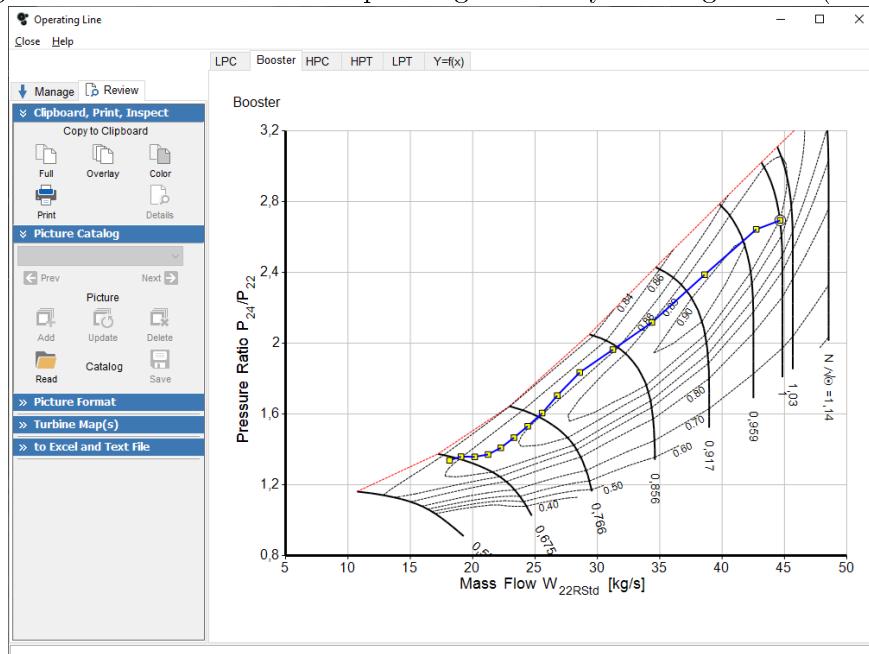 Operating Line
Close Help
LPC Booster HPC HPT LPT Y=f(x)
Manage Review
Clipboard, Print, Inspect
Copy to Clipboard
Full Overlay Color
Print Details
Picture Catalog
Prev Next
Picture
Add Update Delete
Read Catalog Save
Picture Format
Turbine Map(s)
to Excel and Text File
Booster
Pressure Ratio P24/P22
3,2
2,8
2,4
2
1,6
1,2
0,8
5 10 15 20 25 30 35 40 45 50
Mass Flow W22RStd [kg/s]
0.84
0.86
0.88
0.90
0.80
0.70
0.60
0.50
0.40
0,675
0,766
0,856
0,917
0,959
1
1,03
N /√Θ =1,14